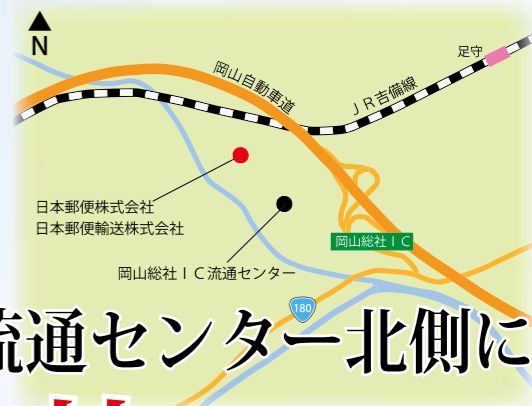 N
足守
岡山自動車道
JR吉備線
日本郵便株式会社
日本郵便輸送株式会社
岡山総社IC
岡山総社IC流通センター
180
流通センター北側に